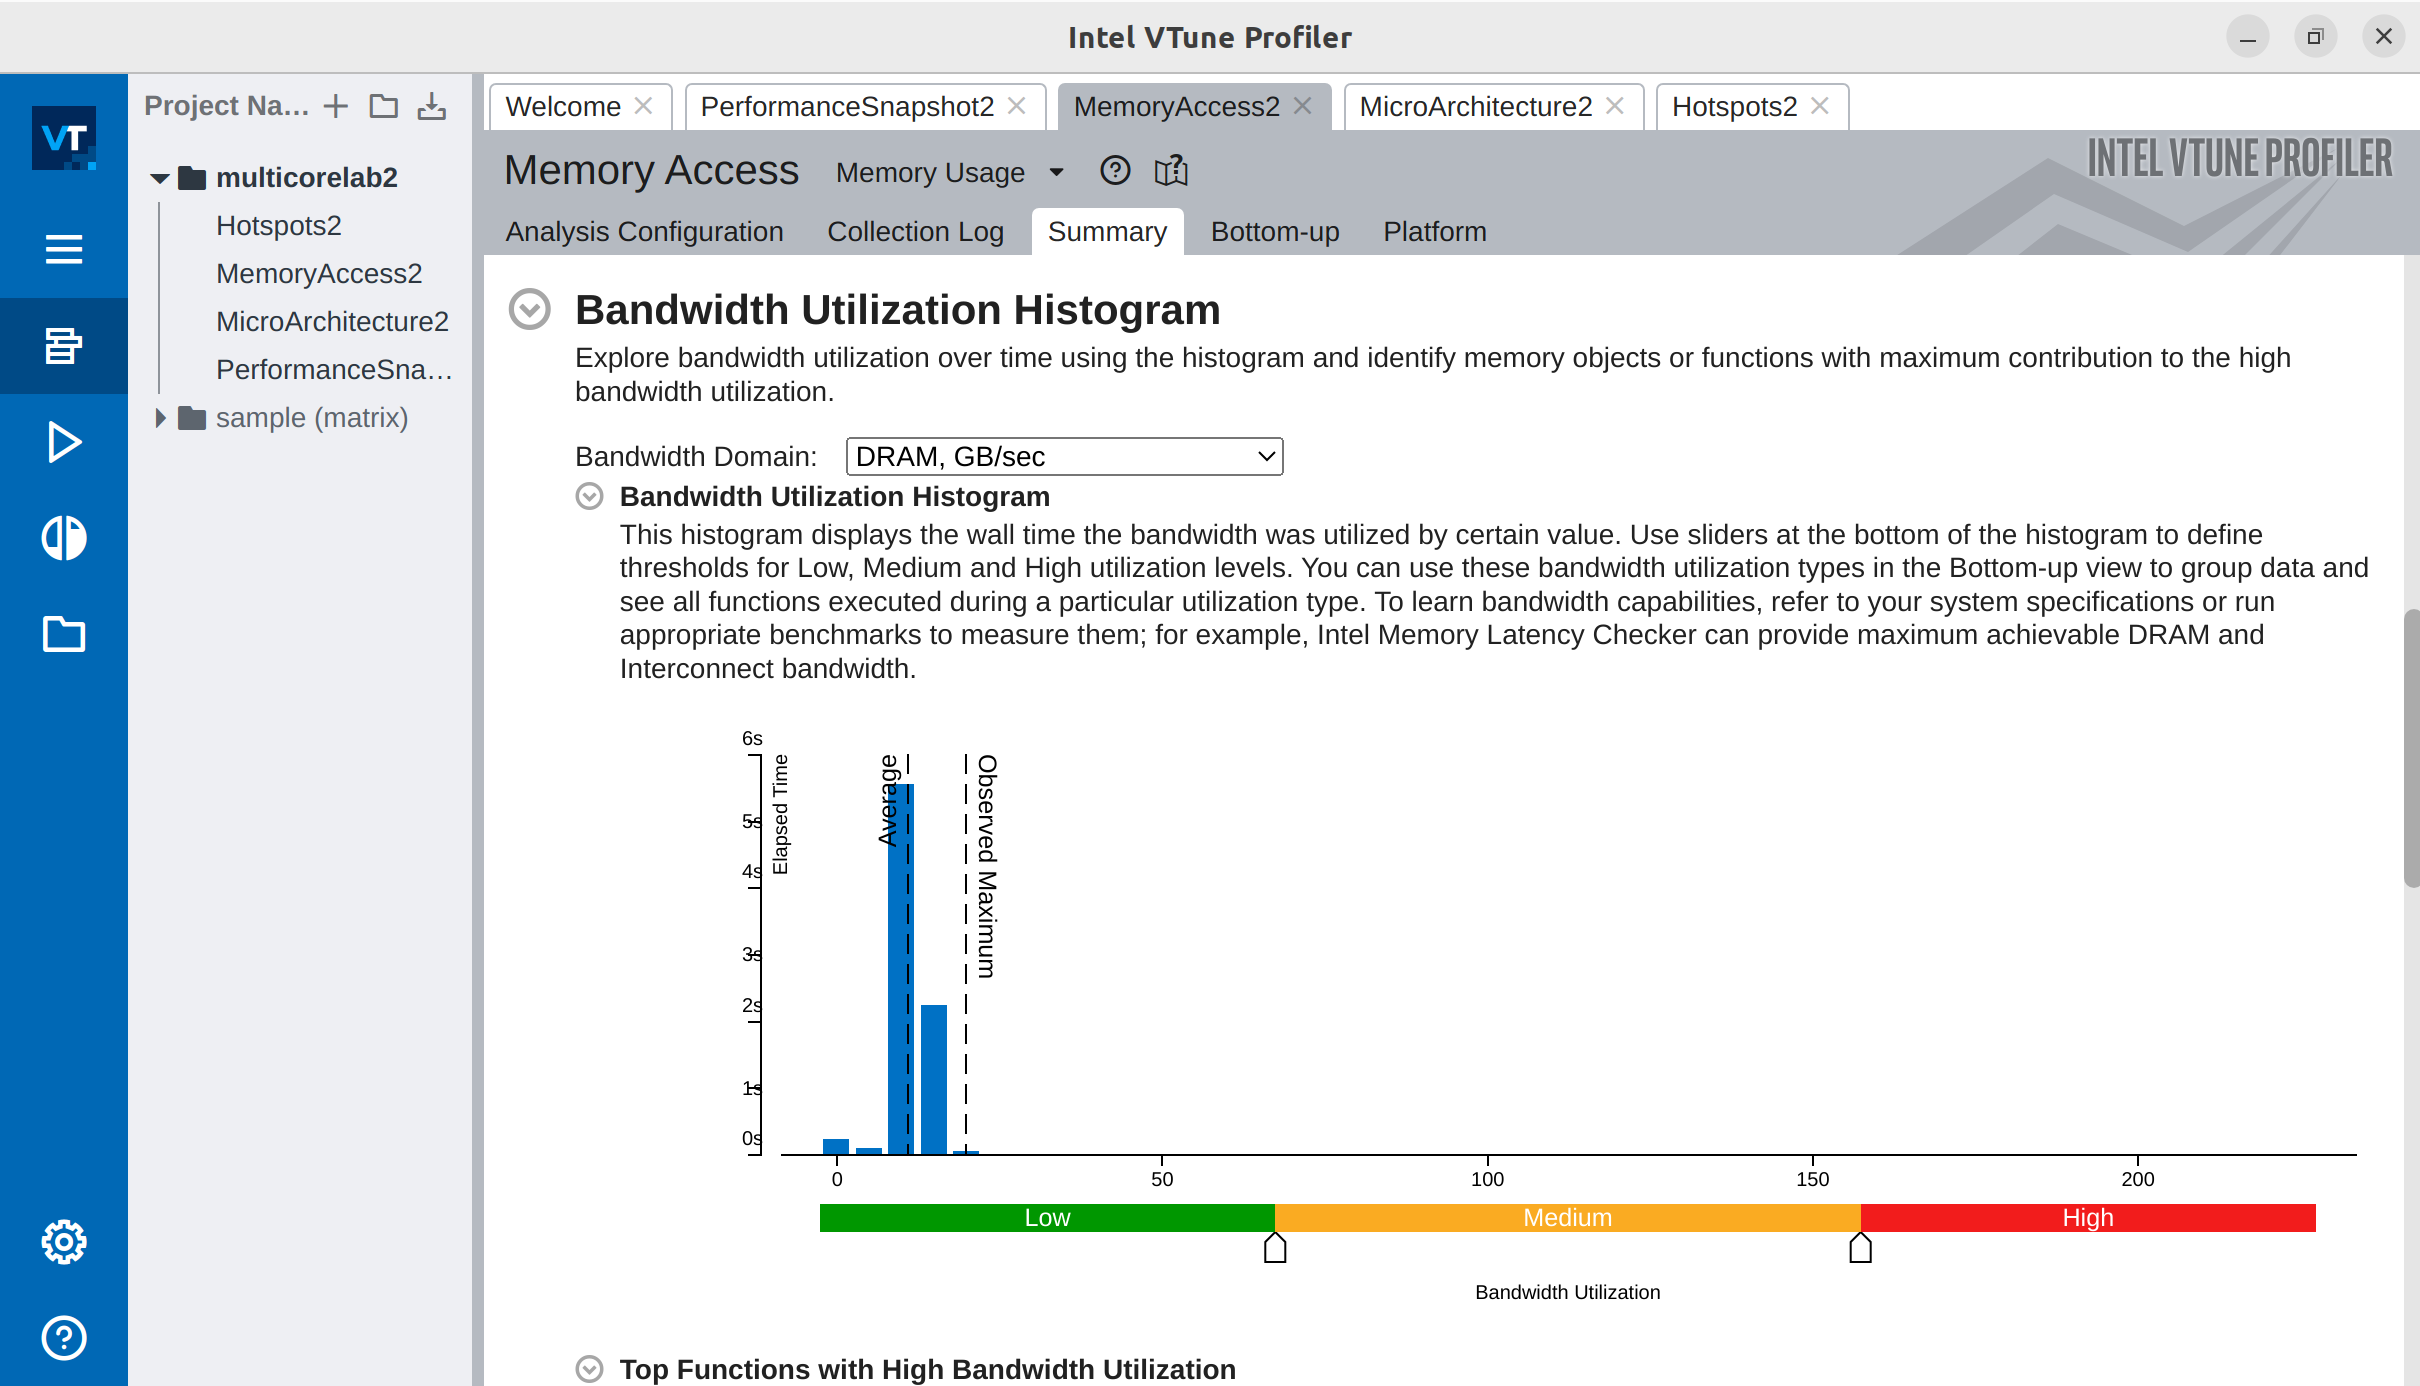 Intel VTune Profiler
VT
Project Na...
multicorelab2
Hotspots2
MemoryAccess2
MicroArchitecture2
PerformanceSna...
sample (matrix)
Welcome
PerformanceSnapshot2
MemoryAccess2
MicroArchitecture2
Hotspots2
Memory Access
Memory Usage
INTEL VTUNE PROFILER
Analysis Configuration
Collection Log
Summary
Bottom-up
Platform
Bandwidth Utilization Histogram
Explore bandwidth utilization over time using the histogram and identify memory objects or functions with maximum contribution to the high
bandwidth utilization.
Bandwidth Domain:
DRAM, GB/sec
Bandwidth Utilization Histogram
This histogram displays the wall time the bandwidth was utilized by certain value. Use sliders at the bottom of the histogram to define
thresholds for Low, Medium and High utilization levels. You can use these bandwidth utilization types in the Bottom-up view to group data and
see all functions executed during a particular utilization type. To learn bandwidth capabilities, refer to your system specifications or run
appropriate benchmarks to measure them; for example, Intel Memory Latency Checker can provide maximum achievable DRAM and
Interconnect bandwidth.
6s
5s
4s
3s
2s
1s
0s
Elapsed Time
Average
Observed Maximum
0
50
100
150
200
Low
Medium
High
Bandwidth Utilization
Top Functions with High Bandwidth Utilization